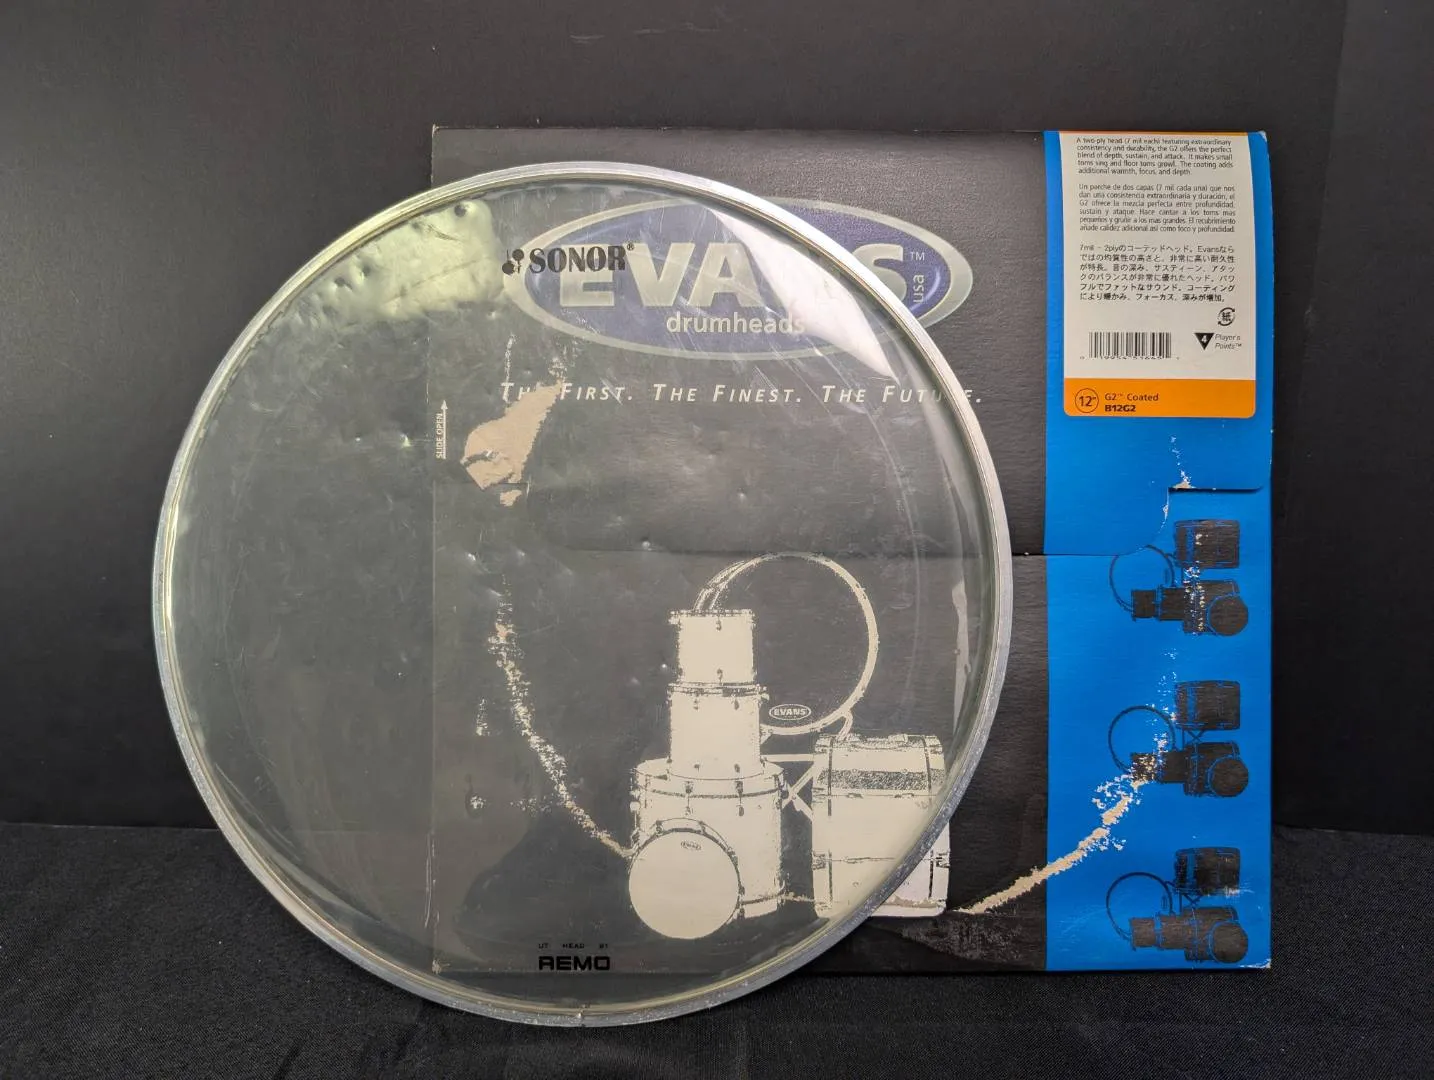 SONOR®
EVANS™
usa
drumheads
THE FIRST. THE FINEST. THE FUTURE.
SLIDE OPEN
EVANS
EVANS
UT HEAD BY
REMO
A two-ply head (7 mil each) featuring extraordinary
consistency and durability, the G2 offers the perfect
blend of depth, sustain, and attack. It makes small
toms sing and floor toms growl. The coating adds
additional warmth, focus, and depth.
Un parche de dos capas (7 mil cada una) que nos
dan una consistencia extraordinaria y duración, el
G2 ofrece la mezcla perfecta entre profundidad,
sustain y ataque. Hace cantar a los toms mas
pequeños y gruñir a los mas grandes. El recubrimiento
añade calidez adicional así como foco y profundidad.
7mil - 2plyのコーテッドヘッド。Evansなら
ではの均質性の高さと、非常に高い耐久性
が特長。音の深み、サスティーン、アタッ
クのバランスが非常に優れたヘッド。パワ
フルでファットなサウンド。コーティング
により暖かみ、フォーカス、深みが増加。
紙
4 Player's
Points™
12" G2™ Coated
B12G2